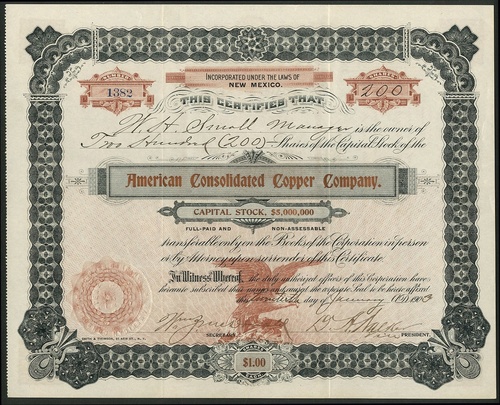 INCORPORATED UNDER THE LAWS OF
NEW MEXICO.
NUMBER
1382
SHARES
200
THIS CERTIFIES THAT
W. H. Small Manager is the owner of
Two Hundred (200) Shares of the Capital Stock of the
American Consolidated Copper Company.
CAPITAL STOCK, $5,000,000
FULL-PAID AND NON-ASSESSABLE
transferable only on the Books of the Corporation in person
or by Attorney upon surrender of this Certificate.
In Witness Whereof, the duly authorized officers of this Corporation have
hereunto subscribed their names and caused the corporate Seal to be hereto affixed
this day of January A.D. 1903
SECRETARY PRESIDENT.
SHARES
$1.00
EACH